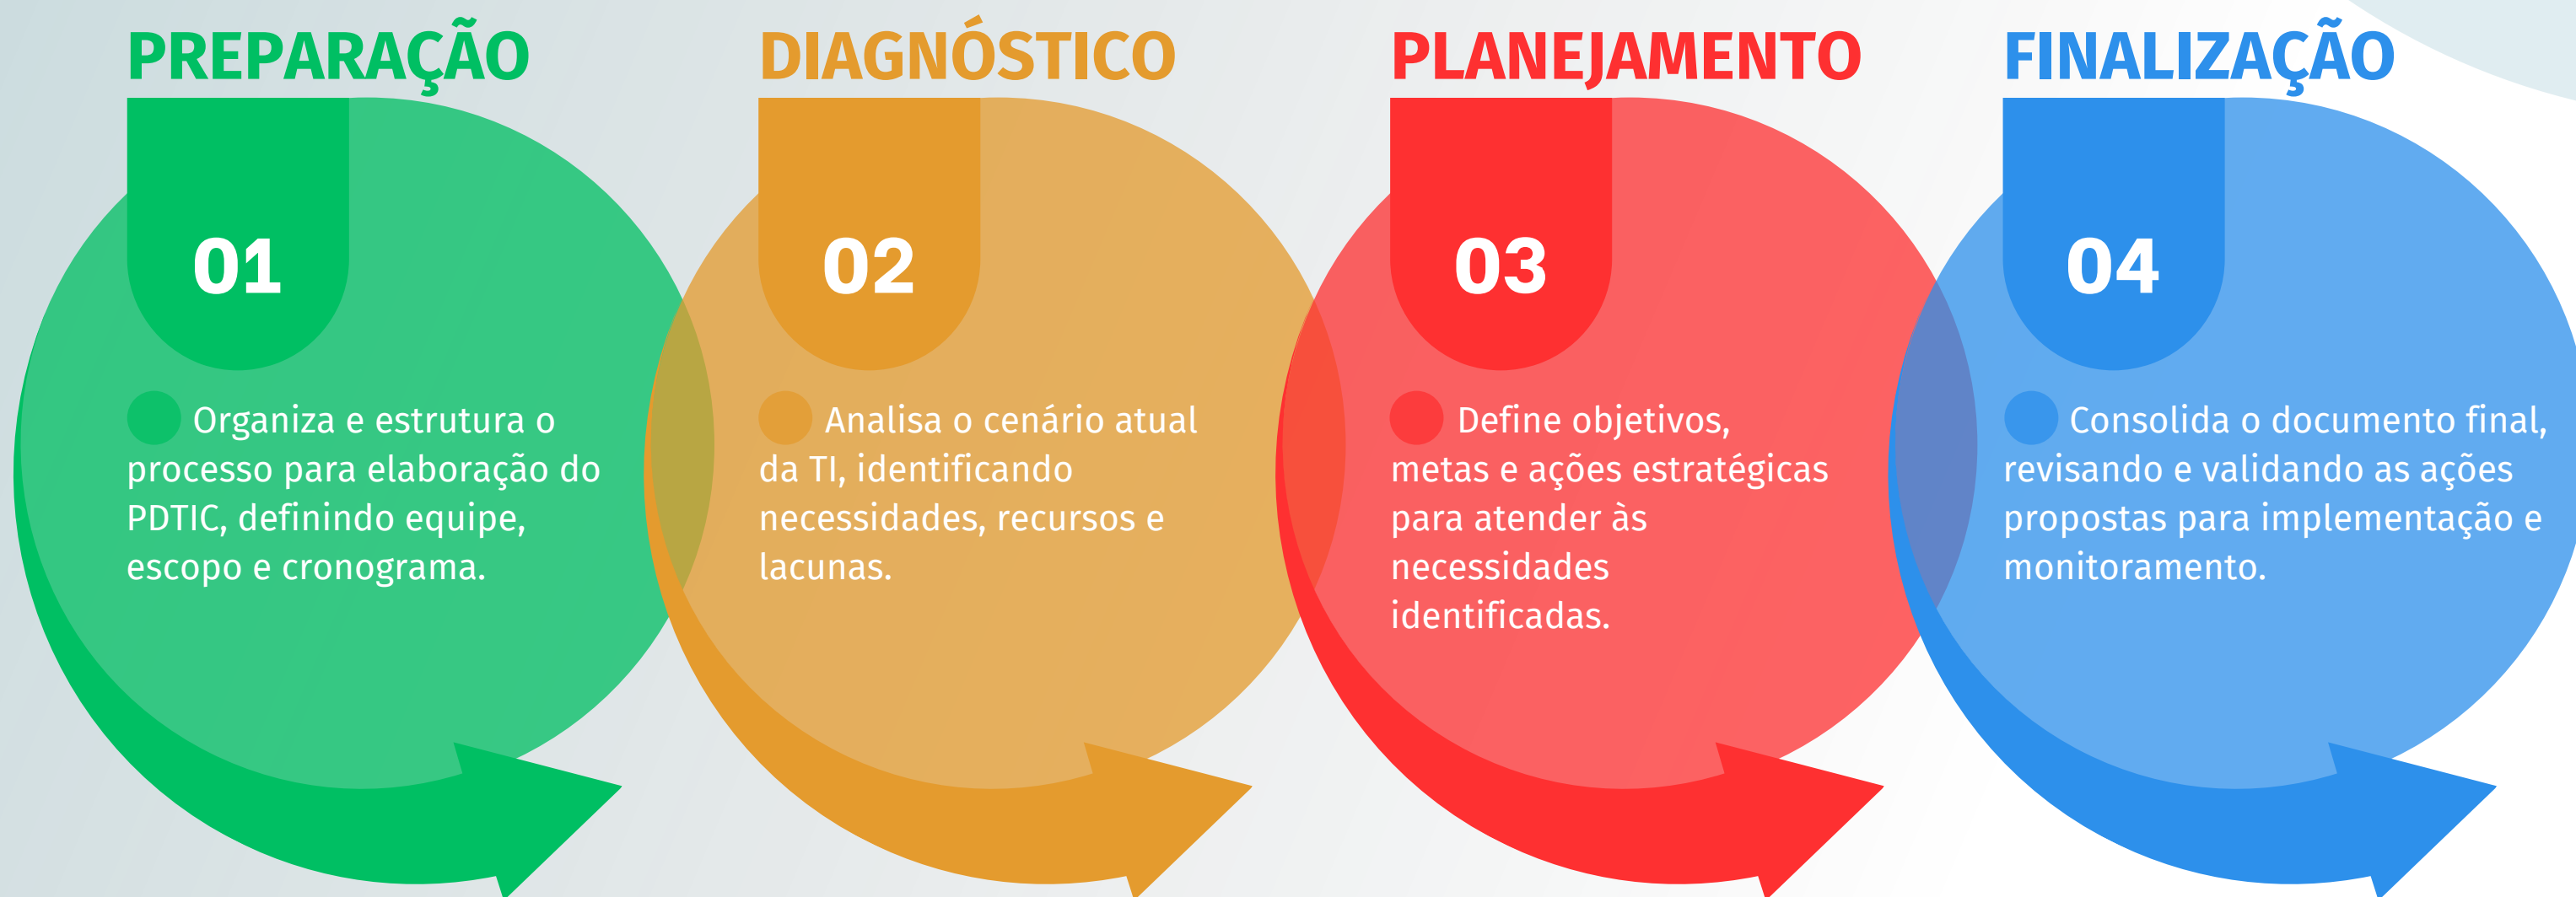 PREPARAÇÃO
01
Organiza e estrutura o
processo para elaboração do
PDTIC, definindo equipe,
escopo e cronograma.
DIAGNÓSTICO
02
Analisa o cenário atual
da TI, identificando
necessidades, recursos e
lacunas.
PLANEJAMENTO
03
Define objetivos,
metas e ações estratégicas
para atender às
necessidades
identificadas.
FINALIZAÇÃO
04
Consolida o documento final,
revisando e validando as ações
propostas para implementação e
monitoramento.